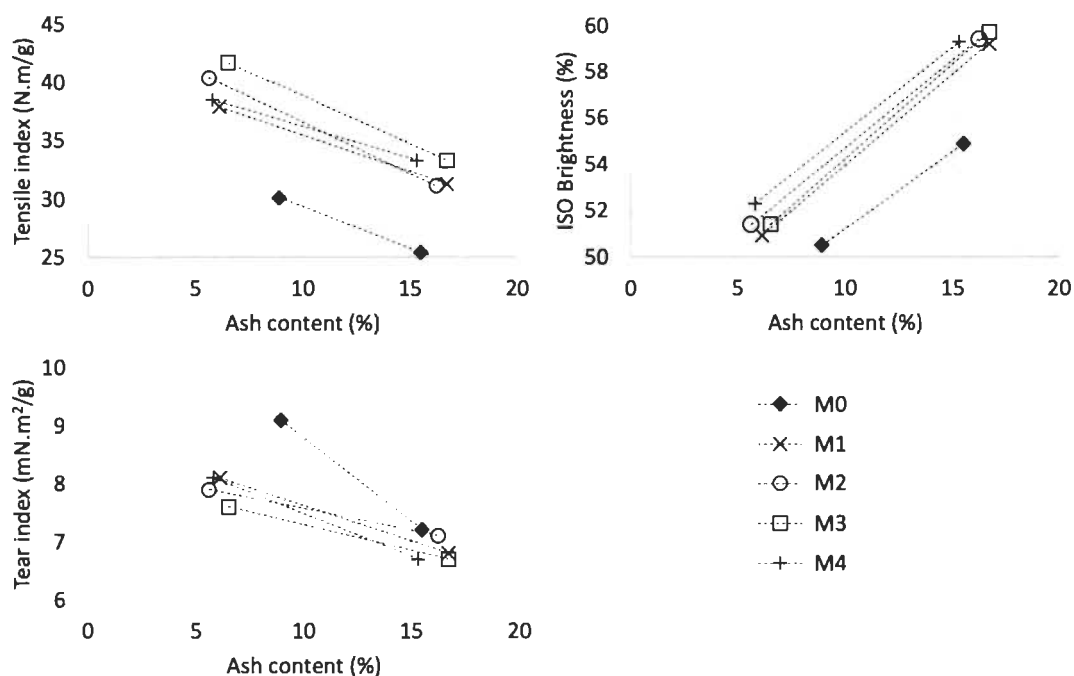 45
40
35
30
25
Tensile index (N.m/g)
0 5 10 15 20
Ash content (%)
60
58
56
54
52
50
ISO Brightness (%)
0 5 10 15 20
Ash content (%)
10
9
8
7
6
Tear index (mN.m²/g)
0 5 10 15 20
Ash content (%)
M0
M1
M2
M3
M4